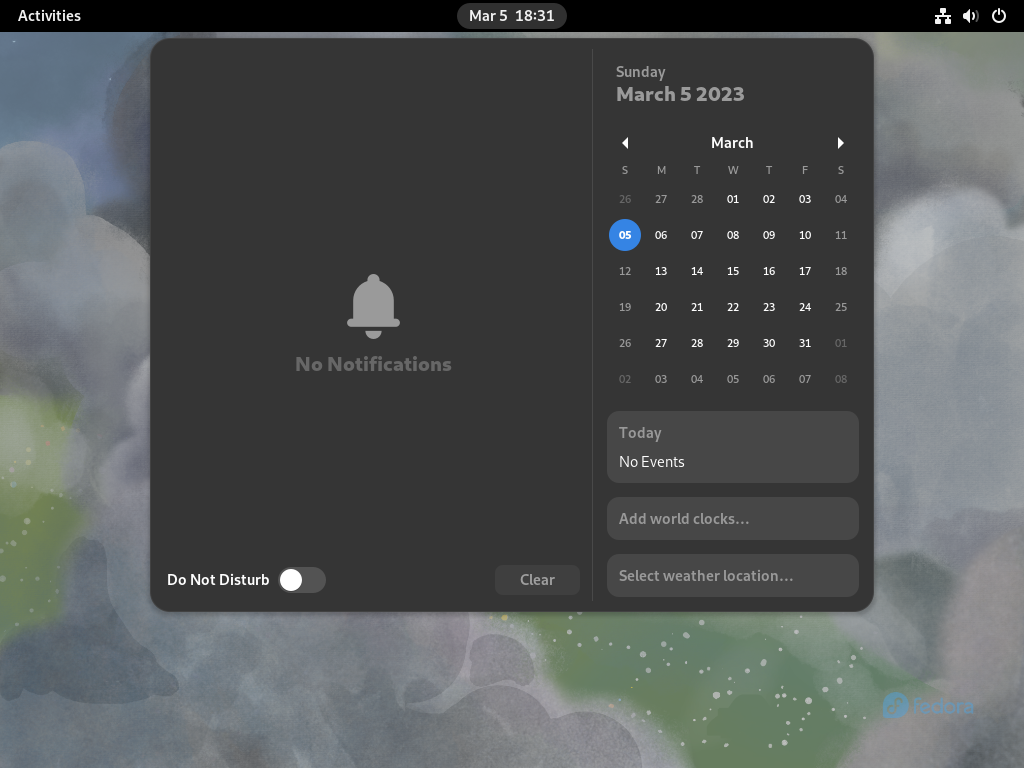 Activities
Mar 5 18:31
Sunday
March 5 2023
March
S M T W T F S
26 27 28 01 02 03 04
05 06 07 08 09 10 11
12 13 14 15 16 17 18
19 20 21 22 23 24 25
26 27 28 29 30 31 01
02 03 04 05 06 07 08
No Notifications
Today
No Events
Add world clocks…
Select weather location…
Do Not Disturb
Clear
fedora